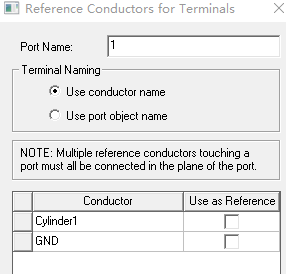 Reference Conductors for Terminals
Port Name: 1
Terminal Naming
Use conductor name
Use port object name
NOTE: Multiple reference conductors touching a
port must all be connected in the plane of the port.
Conductor Use as Reference
Cylinder1
GND